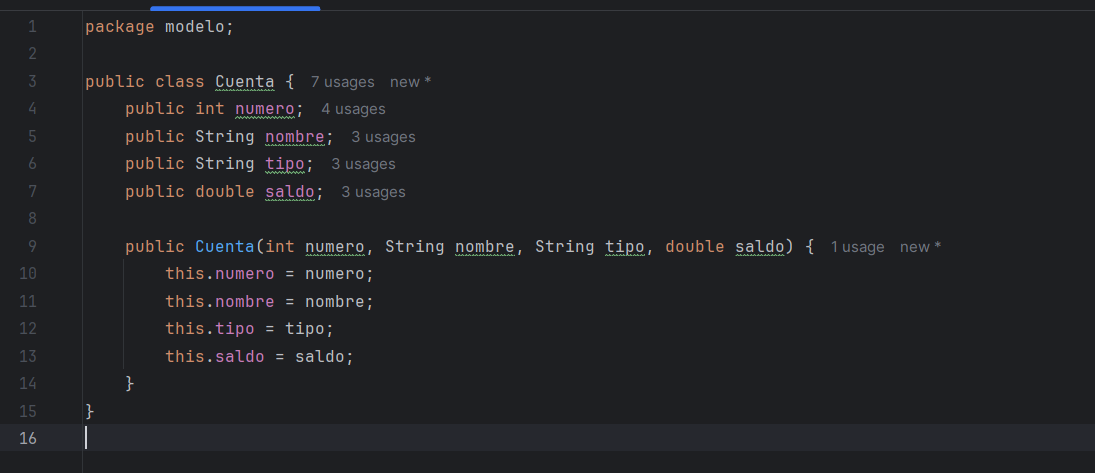 1 package modelo;
2
3 public class Cuenta { 7 usages new *
4 public int numero; 4 usages
5 public String nombre; 3 usages
6 public String tipo; 3 usages
7 public double saldo; 3 usages
8
9 public Cuenta(int numero, String nombre, String tipo, double saldo) { 1 usage new *
10 this.numero = numero;
11 this.nombre = nombre;
12 this.tipo = tipo;
13 this.saldo = saldo;
14 }
15 }
16